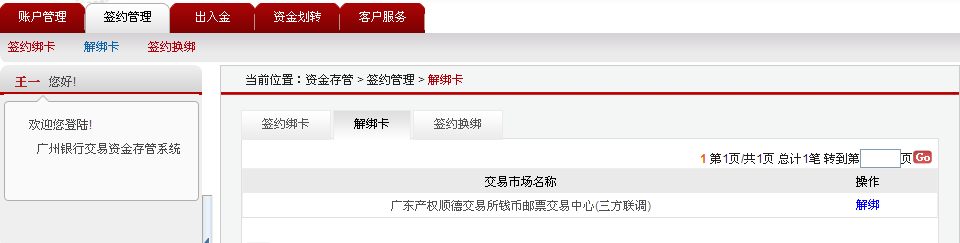 账户管理 签约管理 出入金 资金划转 客户服务
签约绑卡 解绑卡 签约换绑
王一 您好!
当前位置：资金存管 > 签约管理 > 解绑卡
欢迎您登陆!
广州银行交易资金存管系统
签约绑卡 解绑卡 签约换绑
1 第1页/共1页 总计1笔 转到第 页 Go
交易市场名称 操作
广东产权顺德交易所钱币邮票交易中心(三方联调) 解绑